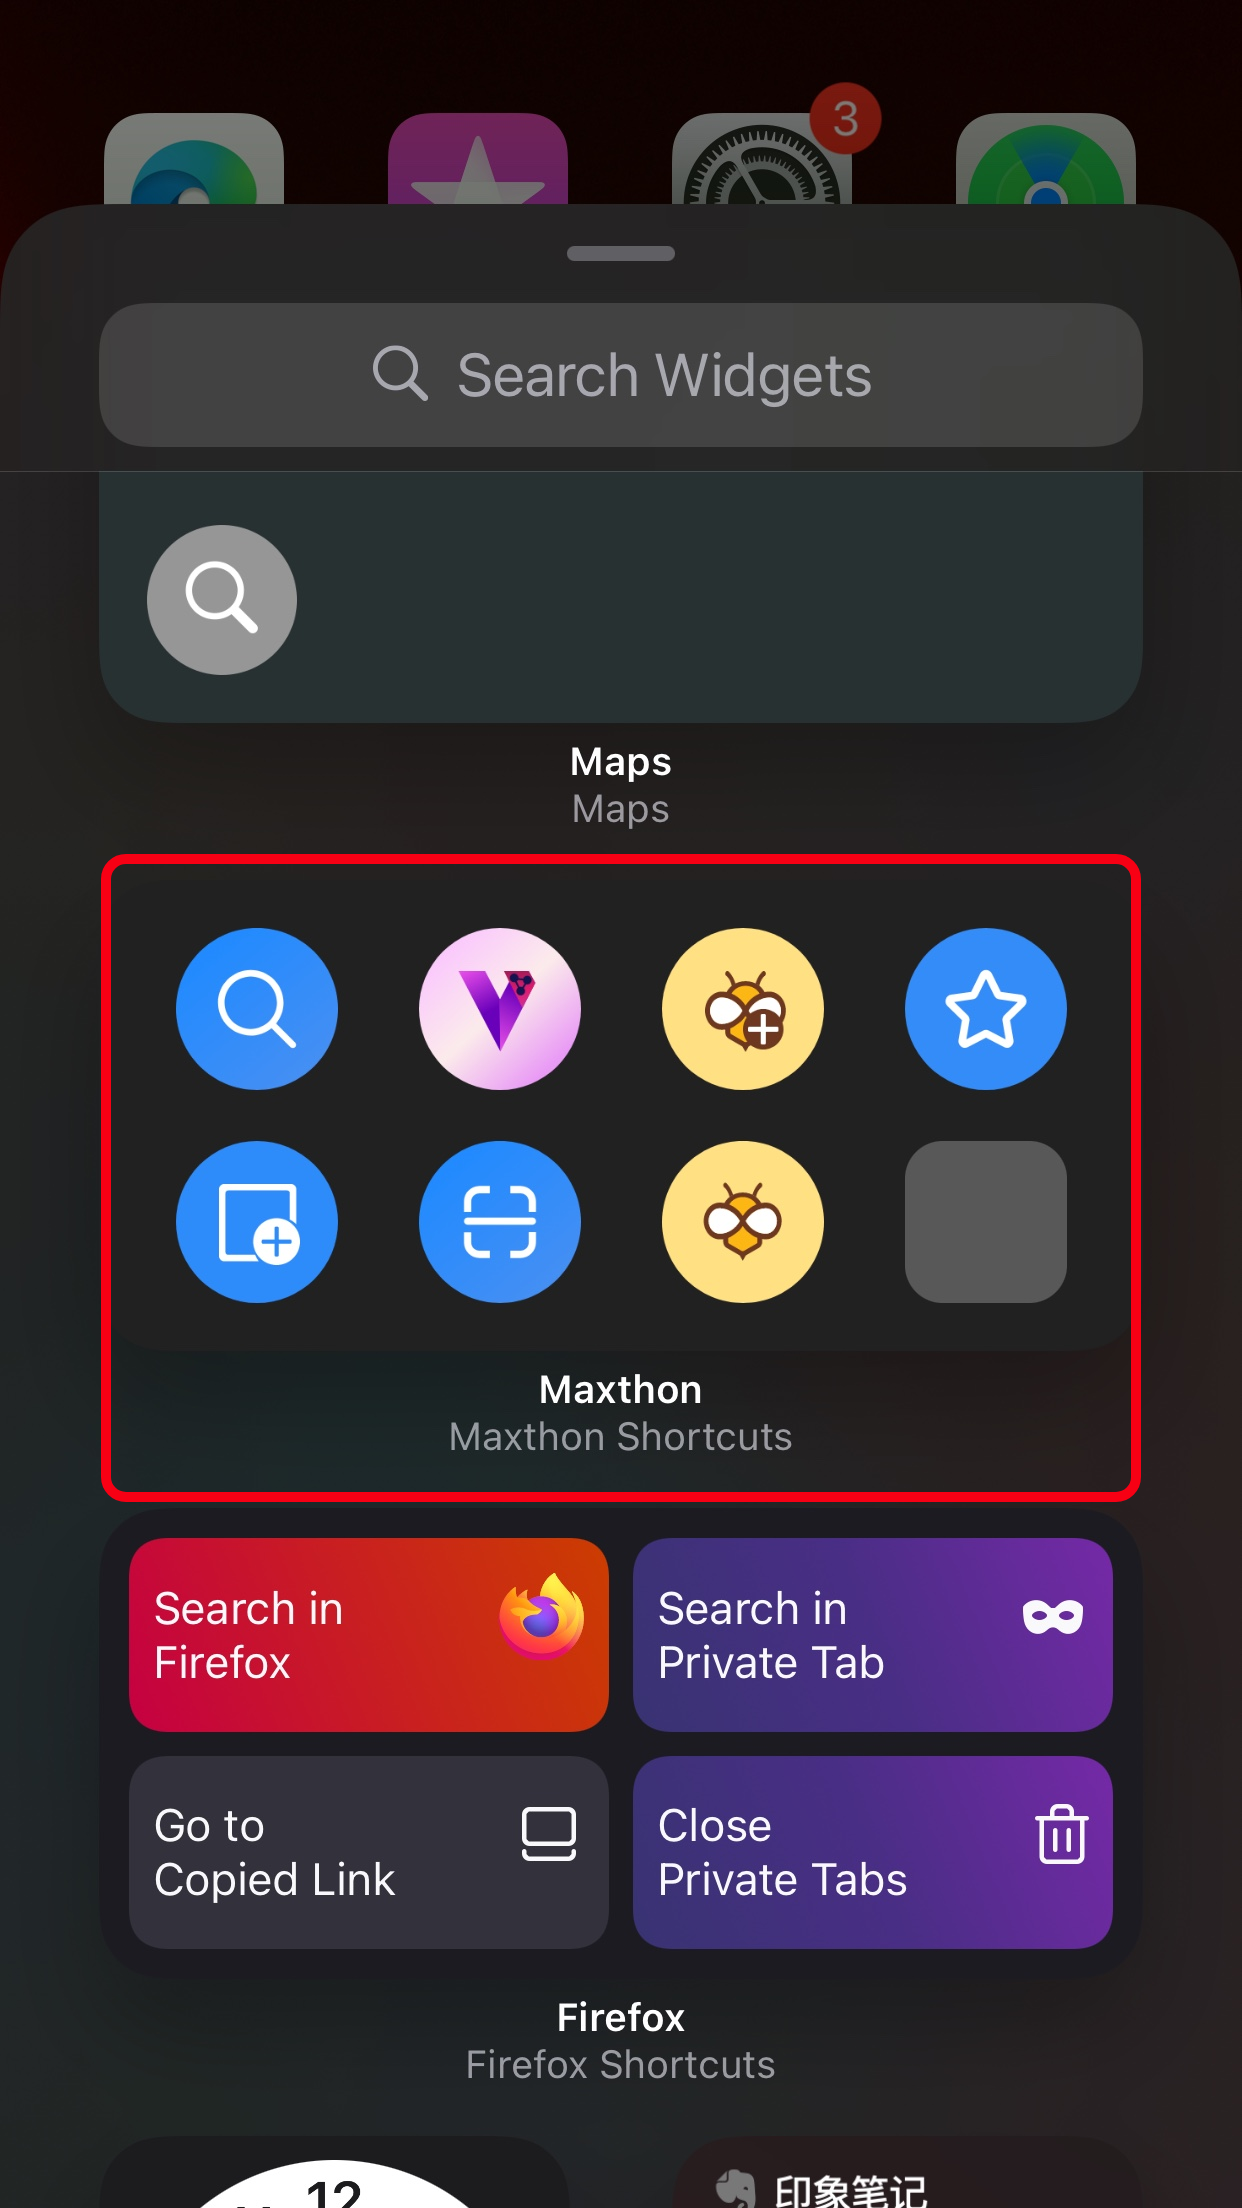 3
Search Widgets
Maps
Maps
Maxthon
Maxthon Shortcuts
Search in
Firefox
Search in
Private Tab
Go to
Copied Link
Close
Private Tabs
Firefox
Firefox Shortcuts
12
印象笔记